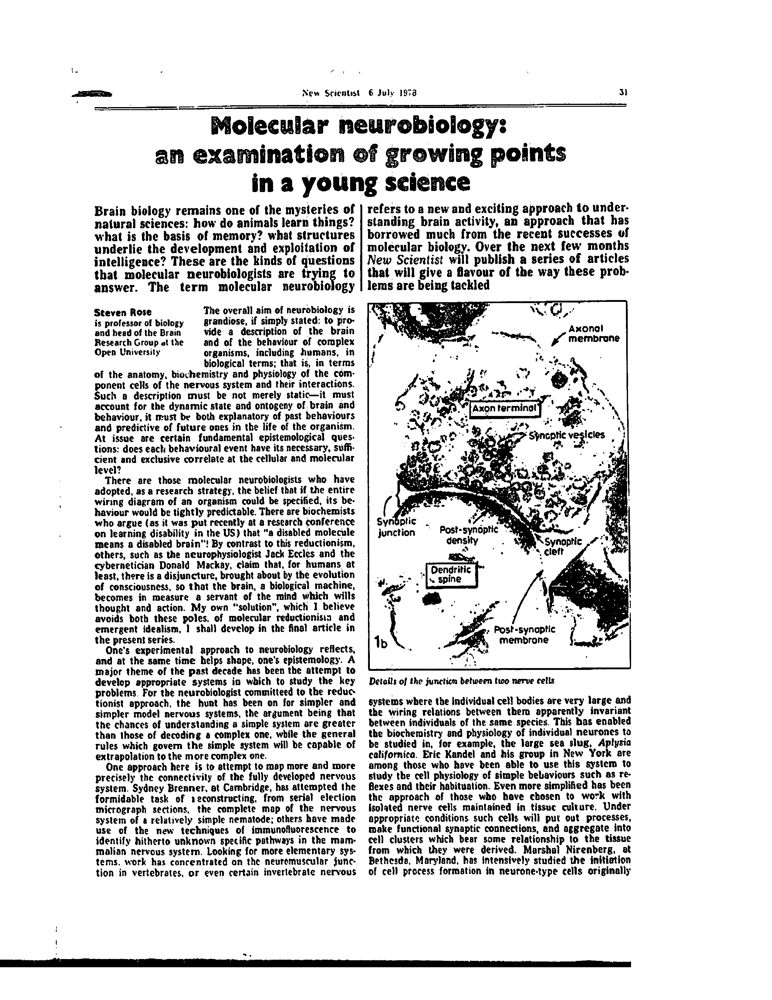 New Scientist 6 July 1978
31
Molecular neurobiology:
an examination of growing points
in a young science
Brain biology remains one of the mysteries of
natural sciences: how do animals learn things?
what is the basis of memory? what structures
underlie the development and exploitation of
intelligence? These are the kinds of questions
that molecular neurobiologists are trying to
answer. The term molecular neurobiology
refers to a new and exciting approach to under-
standing brain activity, an approach that has
borrowed much from the recent successes of
molecular biology. Over the next few months
New Scientist will publish a series of articles
that will give a flavour of the way these prob-
lems are being tackled
Steven Rose
is professor of biology
and head of the Brain
Research Group at the
Open University
The overall aim of neurobiology is
grandiose, if simply stated: to pro-
vide a description of the brain
and of the behaviour of complex
organisms, including humans, in
biological terms; that is, in terms
of the anatomy, biochemistry and physiology of the com-
ponent cells of the nervous system and their interactions.
Such a description must be not merely static—it must
account for the dynamic state and ontogeny of brain and
behaviour, it must be both explanatory of past behaviours
and predictive of future ones in the life of the organism.
At issue are certain fundamental epistemological ques-
tions: does each behavioural event have its necessary, suffi-
cient and exclusive correlate at the cellular and molecular
level?
There are those molecular neurobiologists who have
adopted, as a research strategy, the belief that if the entire
wiring diagram of an organism could be specified, its be-
haviour would be tightly predictable. There are biochemists
who argue (as it was put recently at a research conference
on learning disability in the US) that "a disabled molecule
means a disabled brain"! By contrast to this reductionism,
others, such as the neurophysiologist Jack Eccles and the
cybernetician Donald Mackay, claim that, for humans at
least, there is a disjuncture, brought about by the evolution
of consciousness, so that the brain, a biological machine,
becomes in measure a servant of the mind which wills
thought and action. My own "solution", which I believe
avoids both these poles, of molecular reductionism and
emergent idealism, I shall develop in the final article in
the present series.
One's experimental approach to neurobiology reflects,
and at the same time helps shape, one's epistemology. A
major theme of the past decade has been the attempt to
develop appropriate systems in which to study the key
problems. For the neurobiologist committeed to the reduc-
tionist approach, the hunt has been on for simpler and
simpler model nervous systems, the argument being that
the chances of understanding a simple system are greater
than those of decoding a complex one, while the general
rules which govern the simple system will be capable of
extrapolation to the more complex one.
One approach here is to attempt to map more and more
precisely the connectivity of the fully developed nervous
system. Sydney Brenner, at Cambridge, has attempted the
formidable task of reconstructing, from serial election
micrograph sections, the complete map of the nervous
system of a relatively simple nematode; others have made
use of the new techniques of immunofluorescence to
identify hitherto unknown specific pathways in the mam-
malian nervous system. Looking for more elementary sys-
tems, work has concentrated on the neuromuscular junc-
tion in vertebrates, or even certain invertebrate nervous
Axonal
membrane
Axon terminal
Synaptic vesicles
Synaptic
junction
Post-synaptic
density
Synaptic
cleft
Dendritic
spine
Post-synaptic
membrane
1b
Details of the junction between two nerve cells
systems where the individual cell bodies are very large and
the wiring relations between them apparently invariant
between individuals of the same species. This has enabled
the biochemistry and physiology of individual neurones to
be studied in, for example, the large sea slug, Aplysia
californica. Eric Kandel and his group in New York are
among those who have been able to use this system to
study the cell physiology of simple behaviours such as re-
flexes and their habituation. Even more simplified has been
the approach of those who have chosen to work with
isolated nerve cells maintained in tissue culture. Under
appropriate conditions such cells will put out processes,
make functional synaptic connections, and aggregate into
cell clusters which bear some relationship to the tissue
from which they were derived. Marshal Nirenberg, at
Bethesda, Maryland, has intensively studied the initiation
of cell process formation in neurone-type cells originally